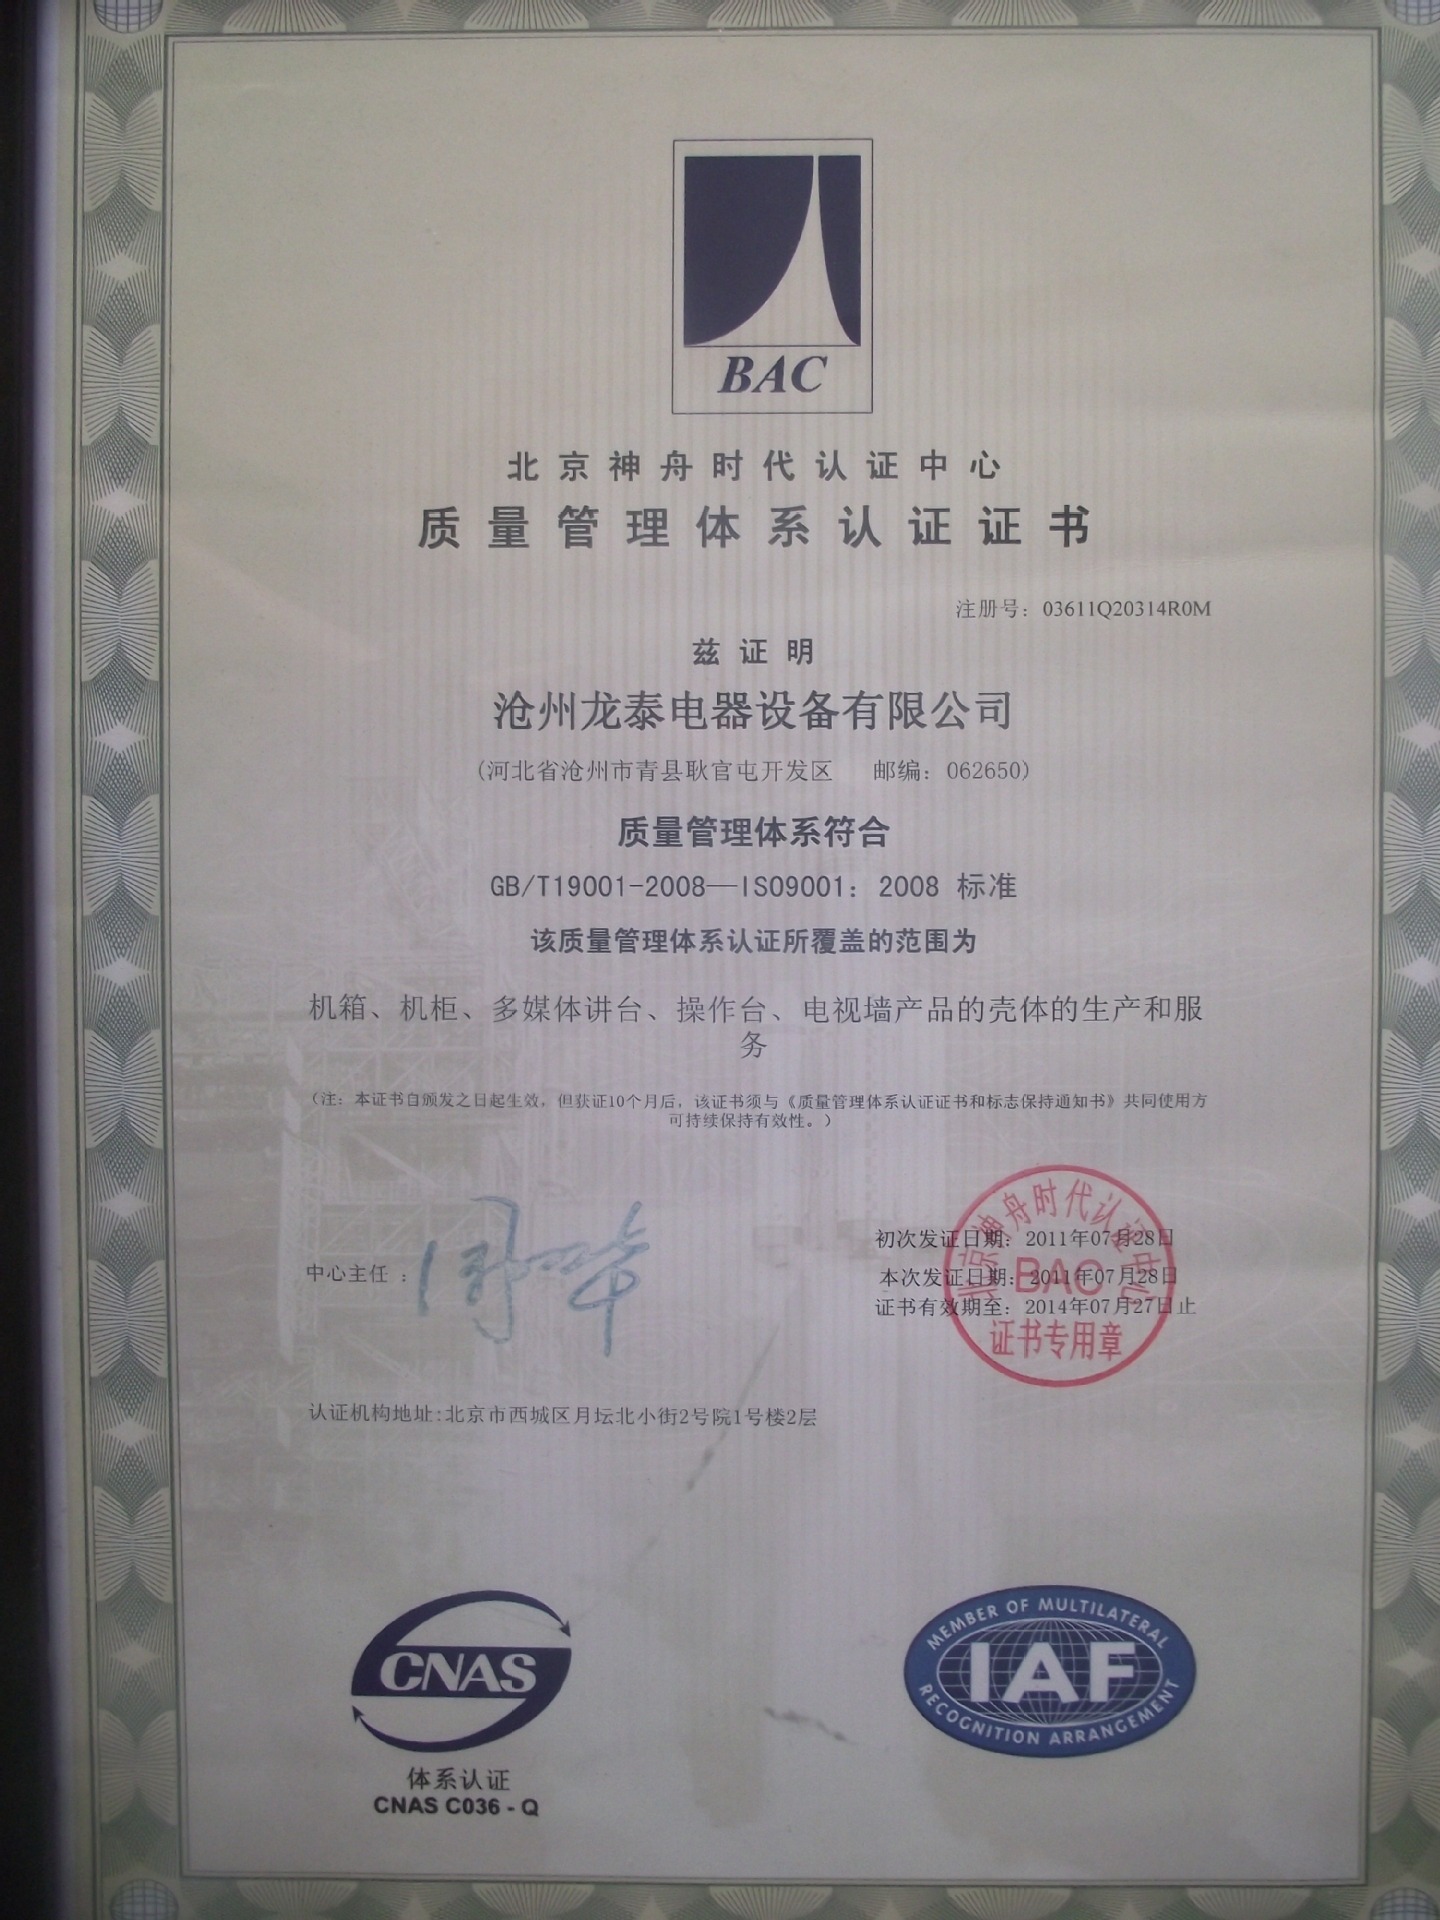 BAC
北京神舟时代认证中心
质量管理体系认证证书
注册号：03611Q20314R0M
兹证明
沧州龙泰电器设备有限公司
(河北省沧州市青县耿官屯开发区 邮编：062650)
质量管理体系符合
GB/T19001-2008—ISO9001：2008 标准
该质量管理体系认证所覆盖的范围为
机箱、机柜、多媒体讲台、操作台、电视墙产品的壳体的生产和服
务
（注：本证书自颁发之日起生效，但获证10个月后，该证书须与《质量管理体系认证证书和标志保持通知书》共同使用方
可持续保持有效性。）
中心主任：
初次发证日期：2011年07月28日
本次发证日期：2011年07月28日
证书有效期至：2014年07月27日止
北京神舟时代认证中心
BAC
证书专用章
认证机构地址:北京市西城区月坛北小街2号院1号楼2层
CNAS
体系认证
CNAS C036 - Q
MEMBER OF MULTILATERAL
IAF
RECOGNITION ARRANGEMENT